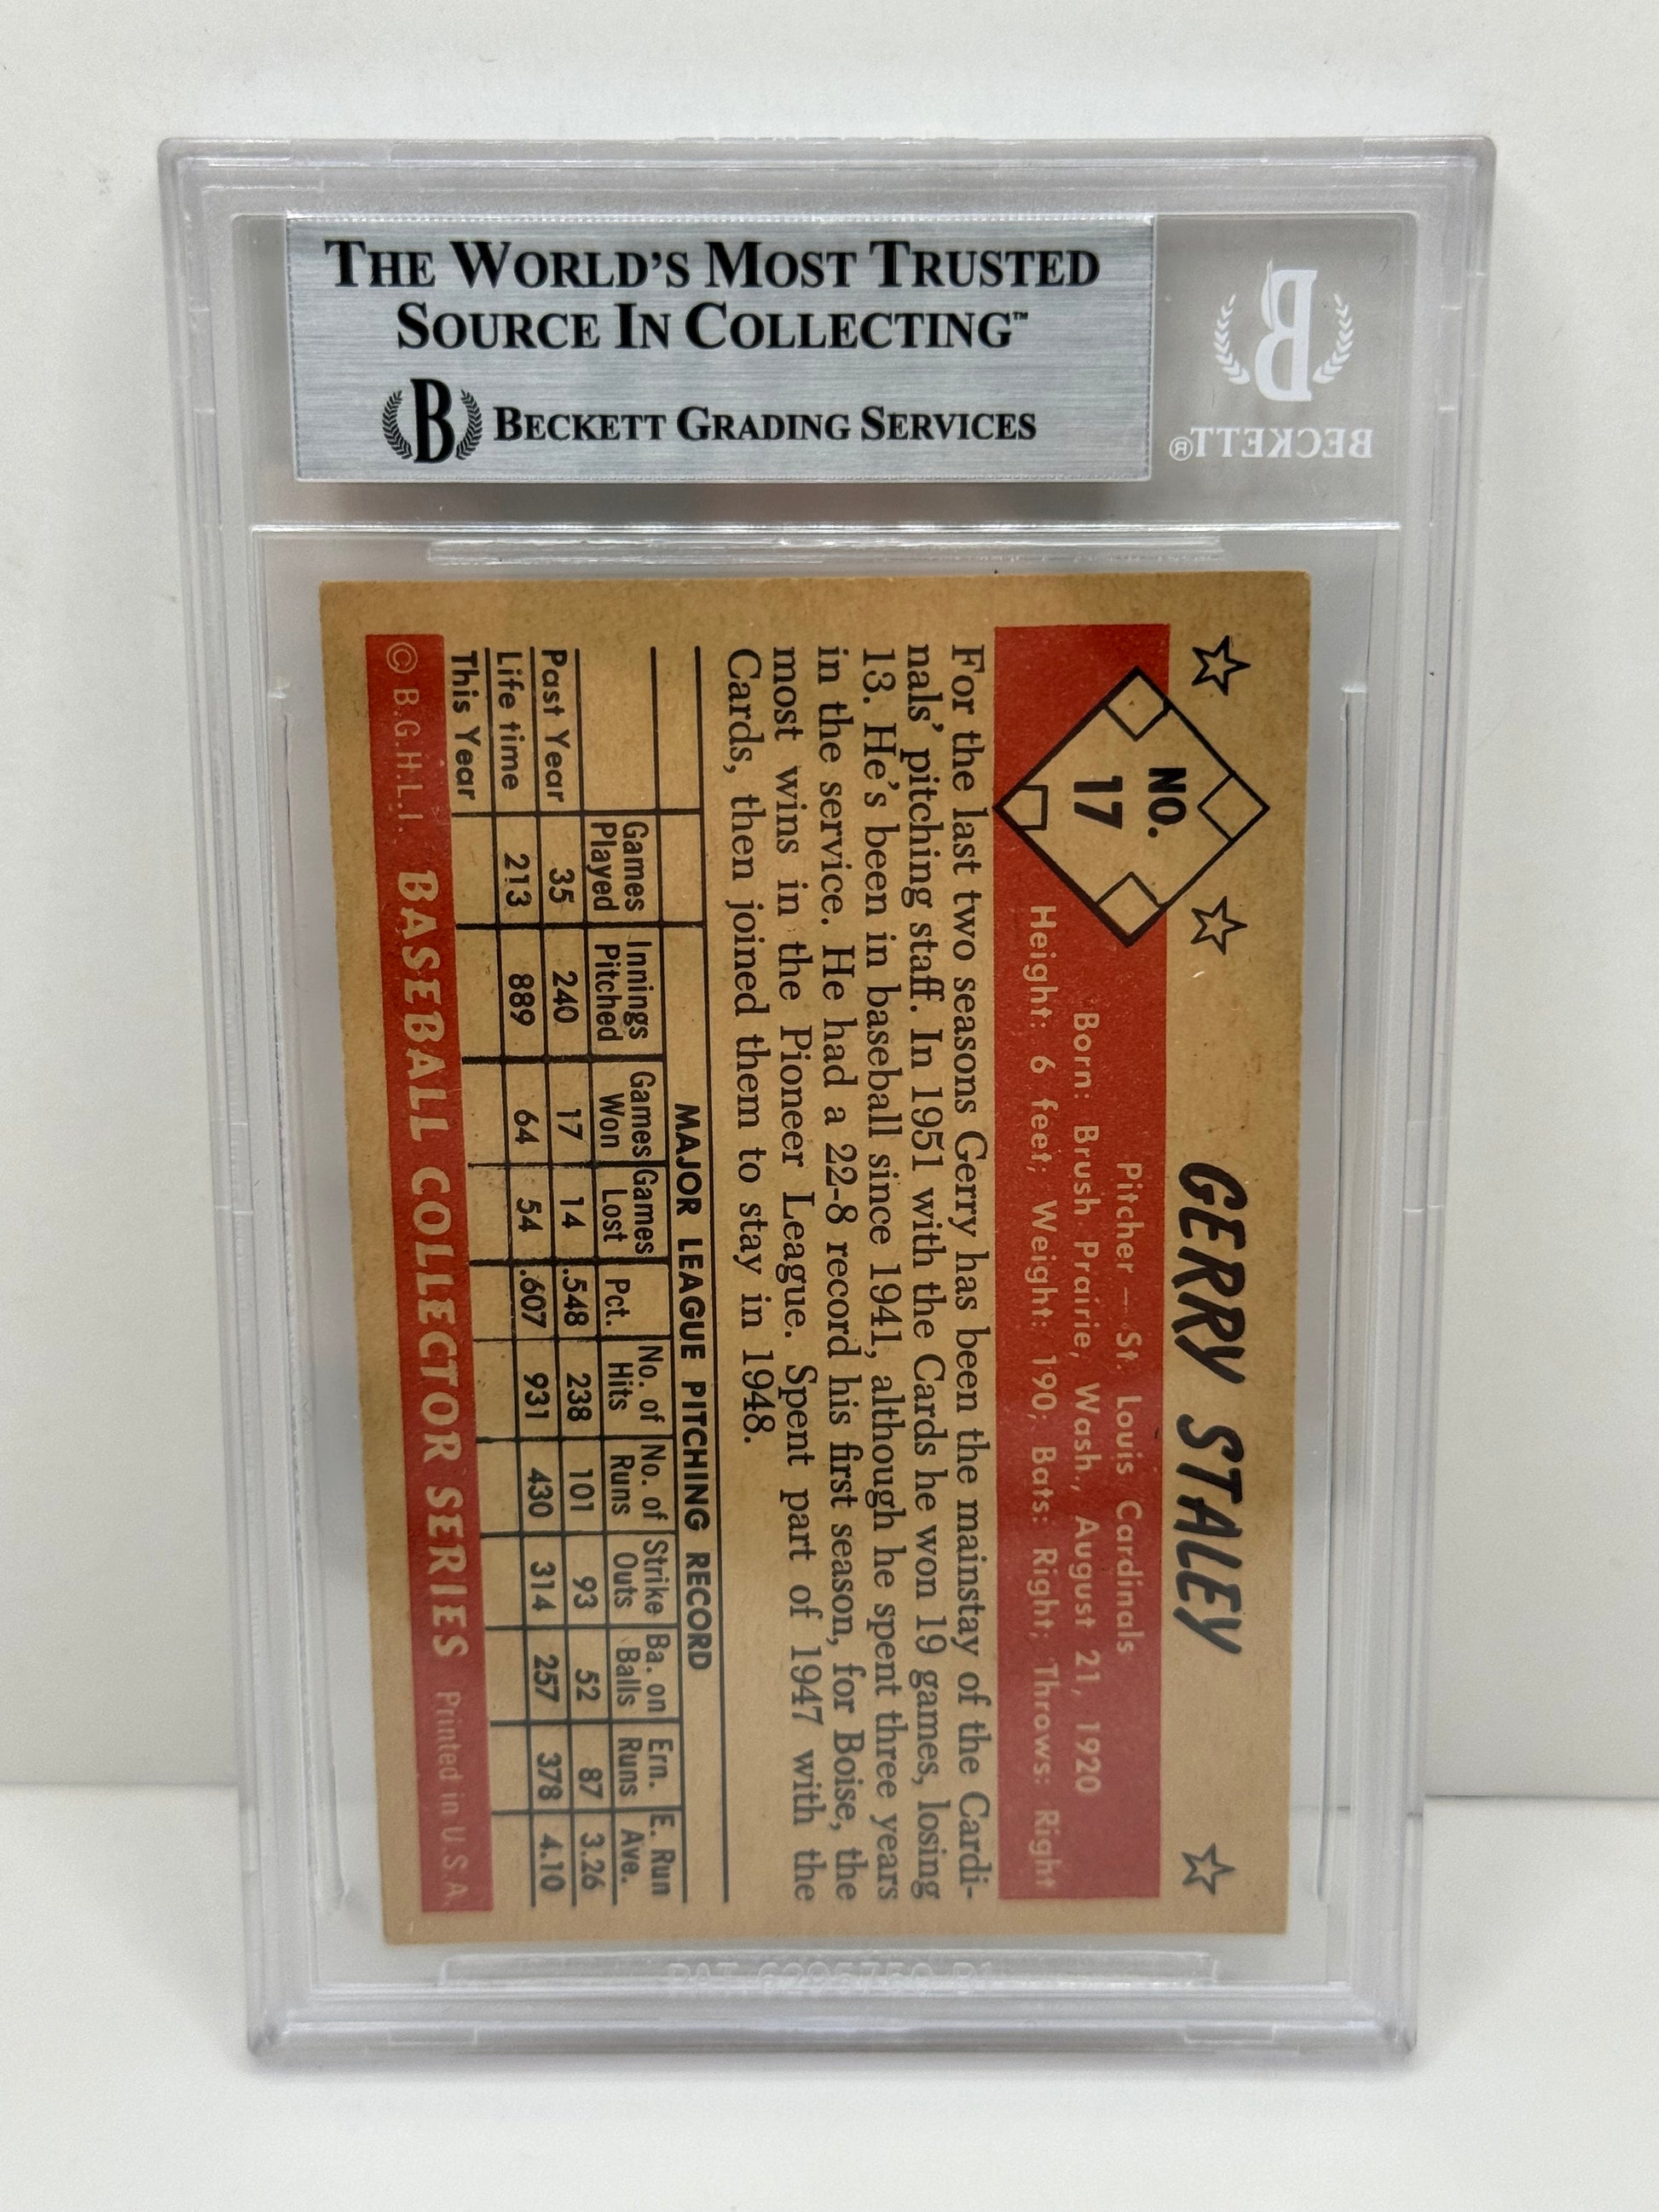 THE WORLD'S MOST TRUSTED
SOURCE IN COLLECTING™
B BECKETT GRADING SERVICES
B
BECKETT®
NO.
17
GERRY STALEY
Pitcher — St. Louis Cardinals
Born: Brush Prairie, Wash., August 21, 1920
Height: 6 feet; Weight: 190; Bats: Right; Throws: Right
For the last two seasons Gerry has been the mainstay of the Cardi-
nals' pitching staff. In 1951 with the Cards he won 19 games, losing
13. He's been in baseball since 1941, although he spent three years
in the service. He had a 22-8 record his first season, for Boise, the
most wins in the Pioneer League. Spent part of 1947 with the
Cards, then joined them to stay in 1948.
MAJOR LEAGUE PITCHING RECORD
Games Played Innings Pitched Games Won Games Lost Pct. No. of Hits No. of Runs Strike Outs Ba. on Balls Ern. Runs E. Run Ave.
Past Year 35 240 17 14 .548 238 101 93 52 87 3.26
Life time 213 889 64 54 .607 931 430 314 257 378 4.10
This Year
© B.G.H.L.I. BASEBALL COLLECTOR SERIES Printed in U.S.A.